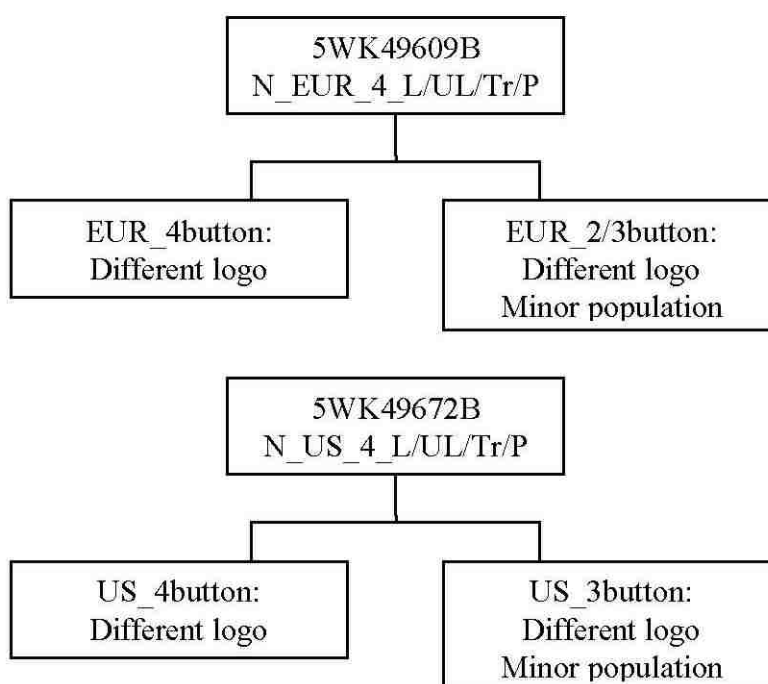 5WK49609B
N_EUR_4_L/UL/Tr/P
EUR_4button:
Different logo
EUR_2/3button:
Different logo
Minor population
5WK49672B
N_US_4_L/UL/Tr/P
US_4button:
Different logo
US_3button:
Different logo
Minor population